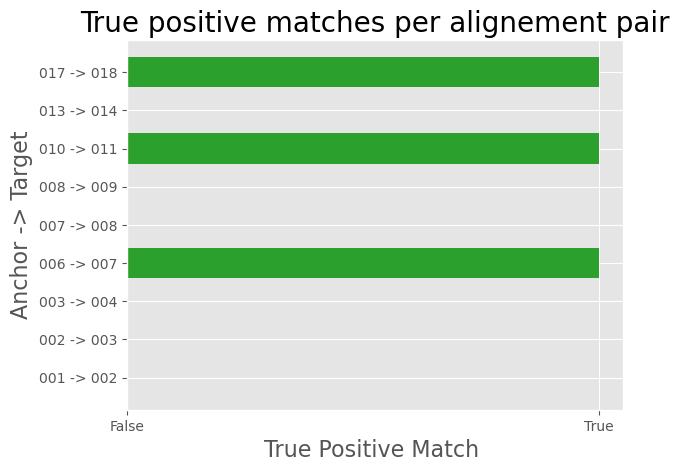 True positive matches per alignement pair
Anchor -> Target
017 -> 018
013 -> 014
010 -> 011
008 -> 009
007 -> 008
006 -> 007
003 -> 004
002 -> 003
001 -> 002
False True
True Positive Match